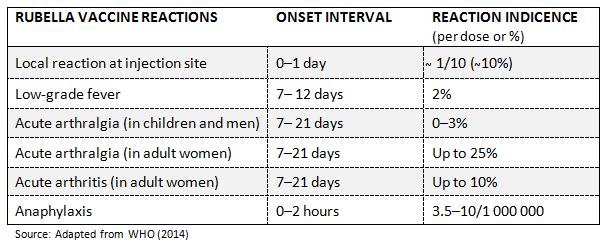 RUBELLA VACCINE REACTIONS ONSET INTERVAL REACTION INDICENCE
(per dose or %)
Local reaction at injection site 0–1 day ~ 1/10 (~10%)
Low-grade fever 7– 12 days 2%
Acute arthralgia (in children and men) 7– 21 days 0–3%
Acute arthralgia (in adult women) 7–21 days Up to 25%
Acute arthritis (in adult women) 7–21 days Up to 10%
Anaphylaxis 0–2 hours 3.5–10/1 000 000
Source: Adapted from WHO (2014)